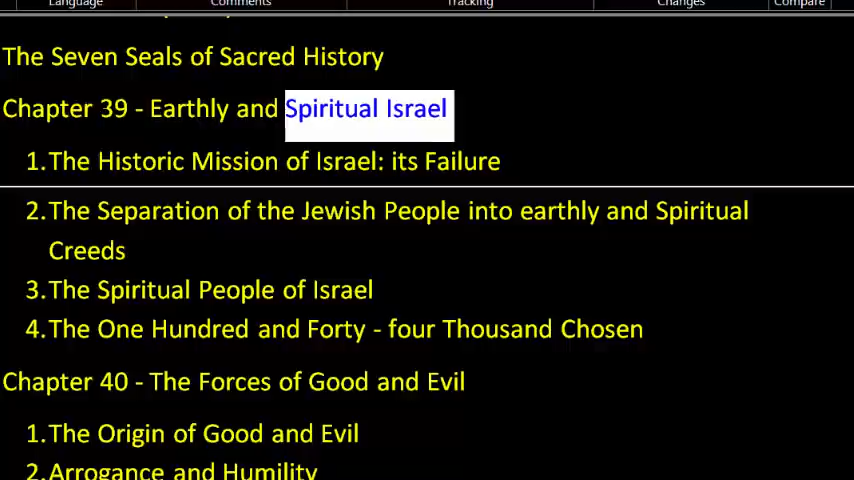 Language Comments Tracking Changes Compare
The Seven Seals of Sacred History
Chapter 39 - Earthly and Spiritual Israel
1.The Historic Mission of Israel: its Failure
2.The Separation of the Jewish People into earthly and Spiritual
Creeds
3.The Spiritual People of Israel
4.The One Hundred and Forty - four Thousand Chosen
Chapter 40 - The Forces of Good and Evil
1.The Origin of Good and Evil
2.Arrogance and Humility